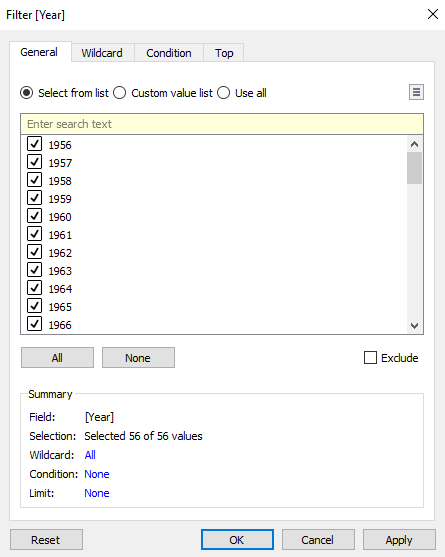 Filter [Year]
General Wildcard Condition Top
Select from list Custom value list Use all
Enter search text
1956
1957
1958
1959
1960
1961
1962
1963
1964
1965
1966
All None Exclude
Summary
Field: [Year]
Selection: Selected 56 of 56 values
Wildcard: All
Condition: None
Limit: None
Reset OK Cancel Apply